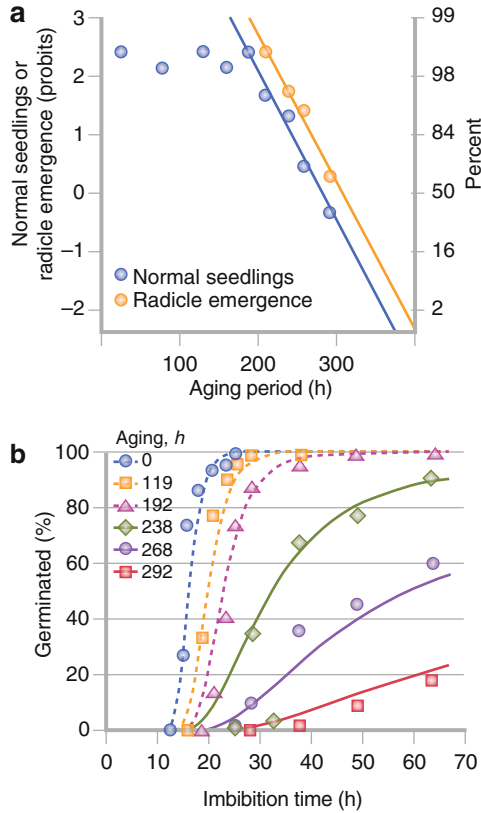 a
Normal seedlings or
radicle emergence (probits)
3
2
1
0
–1
–2
99
98
84
50
16
2
Percent
Normal seedlings
Radicle emergence
100 200 300
Aging period (h)
b
Aging, h
0
119
192
238
268
292
Germinated (%)
100
80
60
40
20
0
0 10 20 30 40 50 60 70
Imbibition time (h)